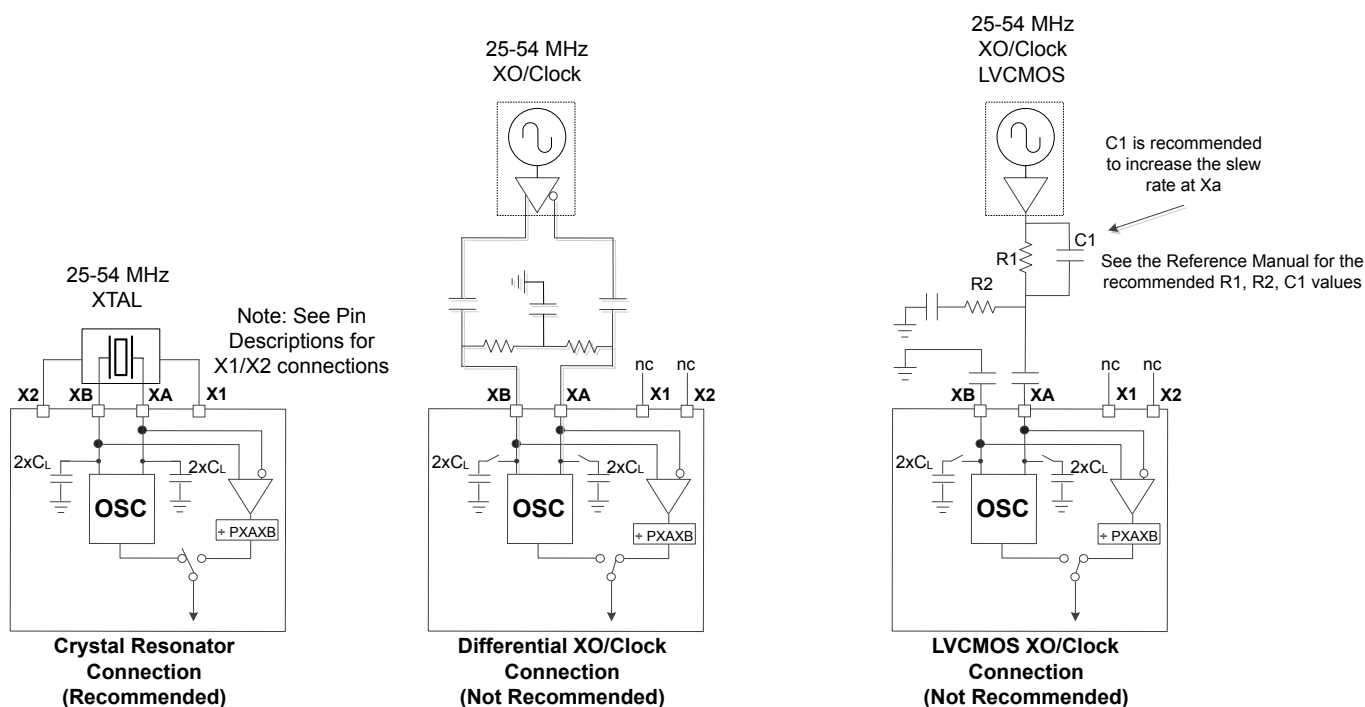 25-54 MHz
XTAL
Note: See Pin
Descriptions for
X1/X2 connections
X2 XB XA X1
2xCL 2xCL
OSC
÷ PXAXB
Crystal Resonator
Connection
(Recommended)
25-54 MHz
XO/Clock
nc nc
XB XA X1 X2
2xCL 2xCL
OSC
÷ PXAXB
Differential XO/Clock
Connection
(Not Recommended)
25-54 MHz
XO/Clock
LVCMOS
C1 is recommended
to increase the slew
rate at Xa
C1
R1
See the Reference Manual for the
recommended R1, R2, C1 values
R2
nc nc
XB XA X1 X2
2xCL 2xCL
OSC
÷ PXAXB
LVCMOS XO/Clock
Connection
(Not Recommended)